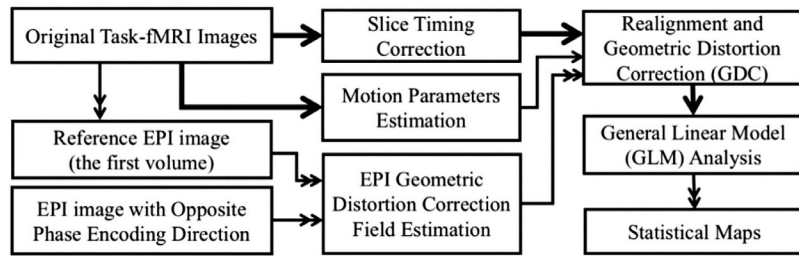 Original Task-fMRI Images
Slice Timing
Correction
Realignment and
Geometric Distortion
Correction (GDC)
Motion Parameters
Estimation
Reference EPI image
(the first volume)
General Linear Model
(GLM) Analysis
EPI Geometric
Distortion Correction
Field Estimation
EPI image with Opposite
Phase Encoding Direction
Statistical Maps